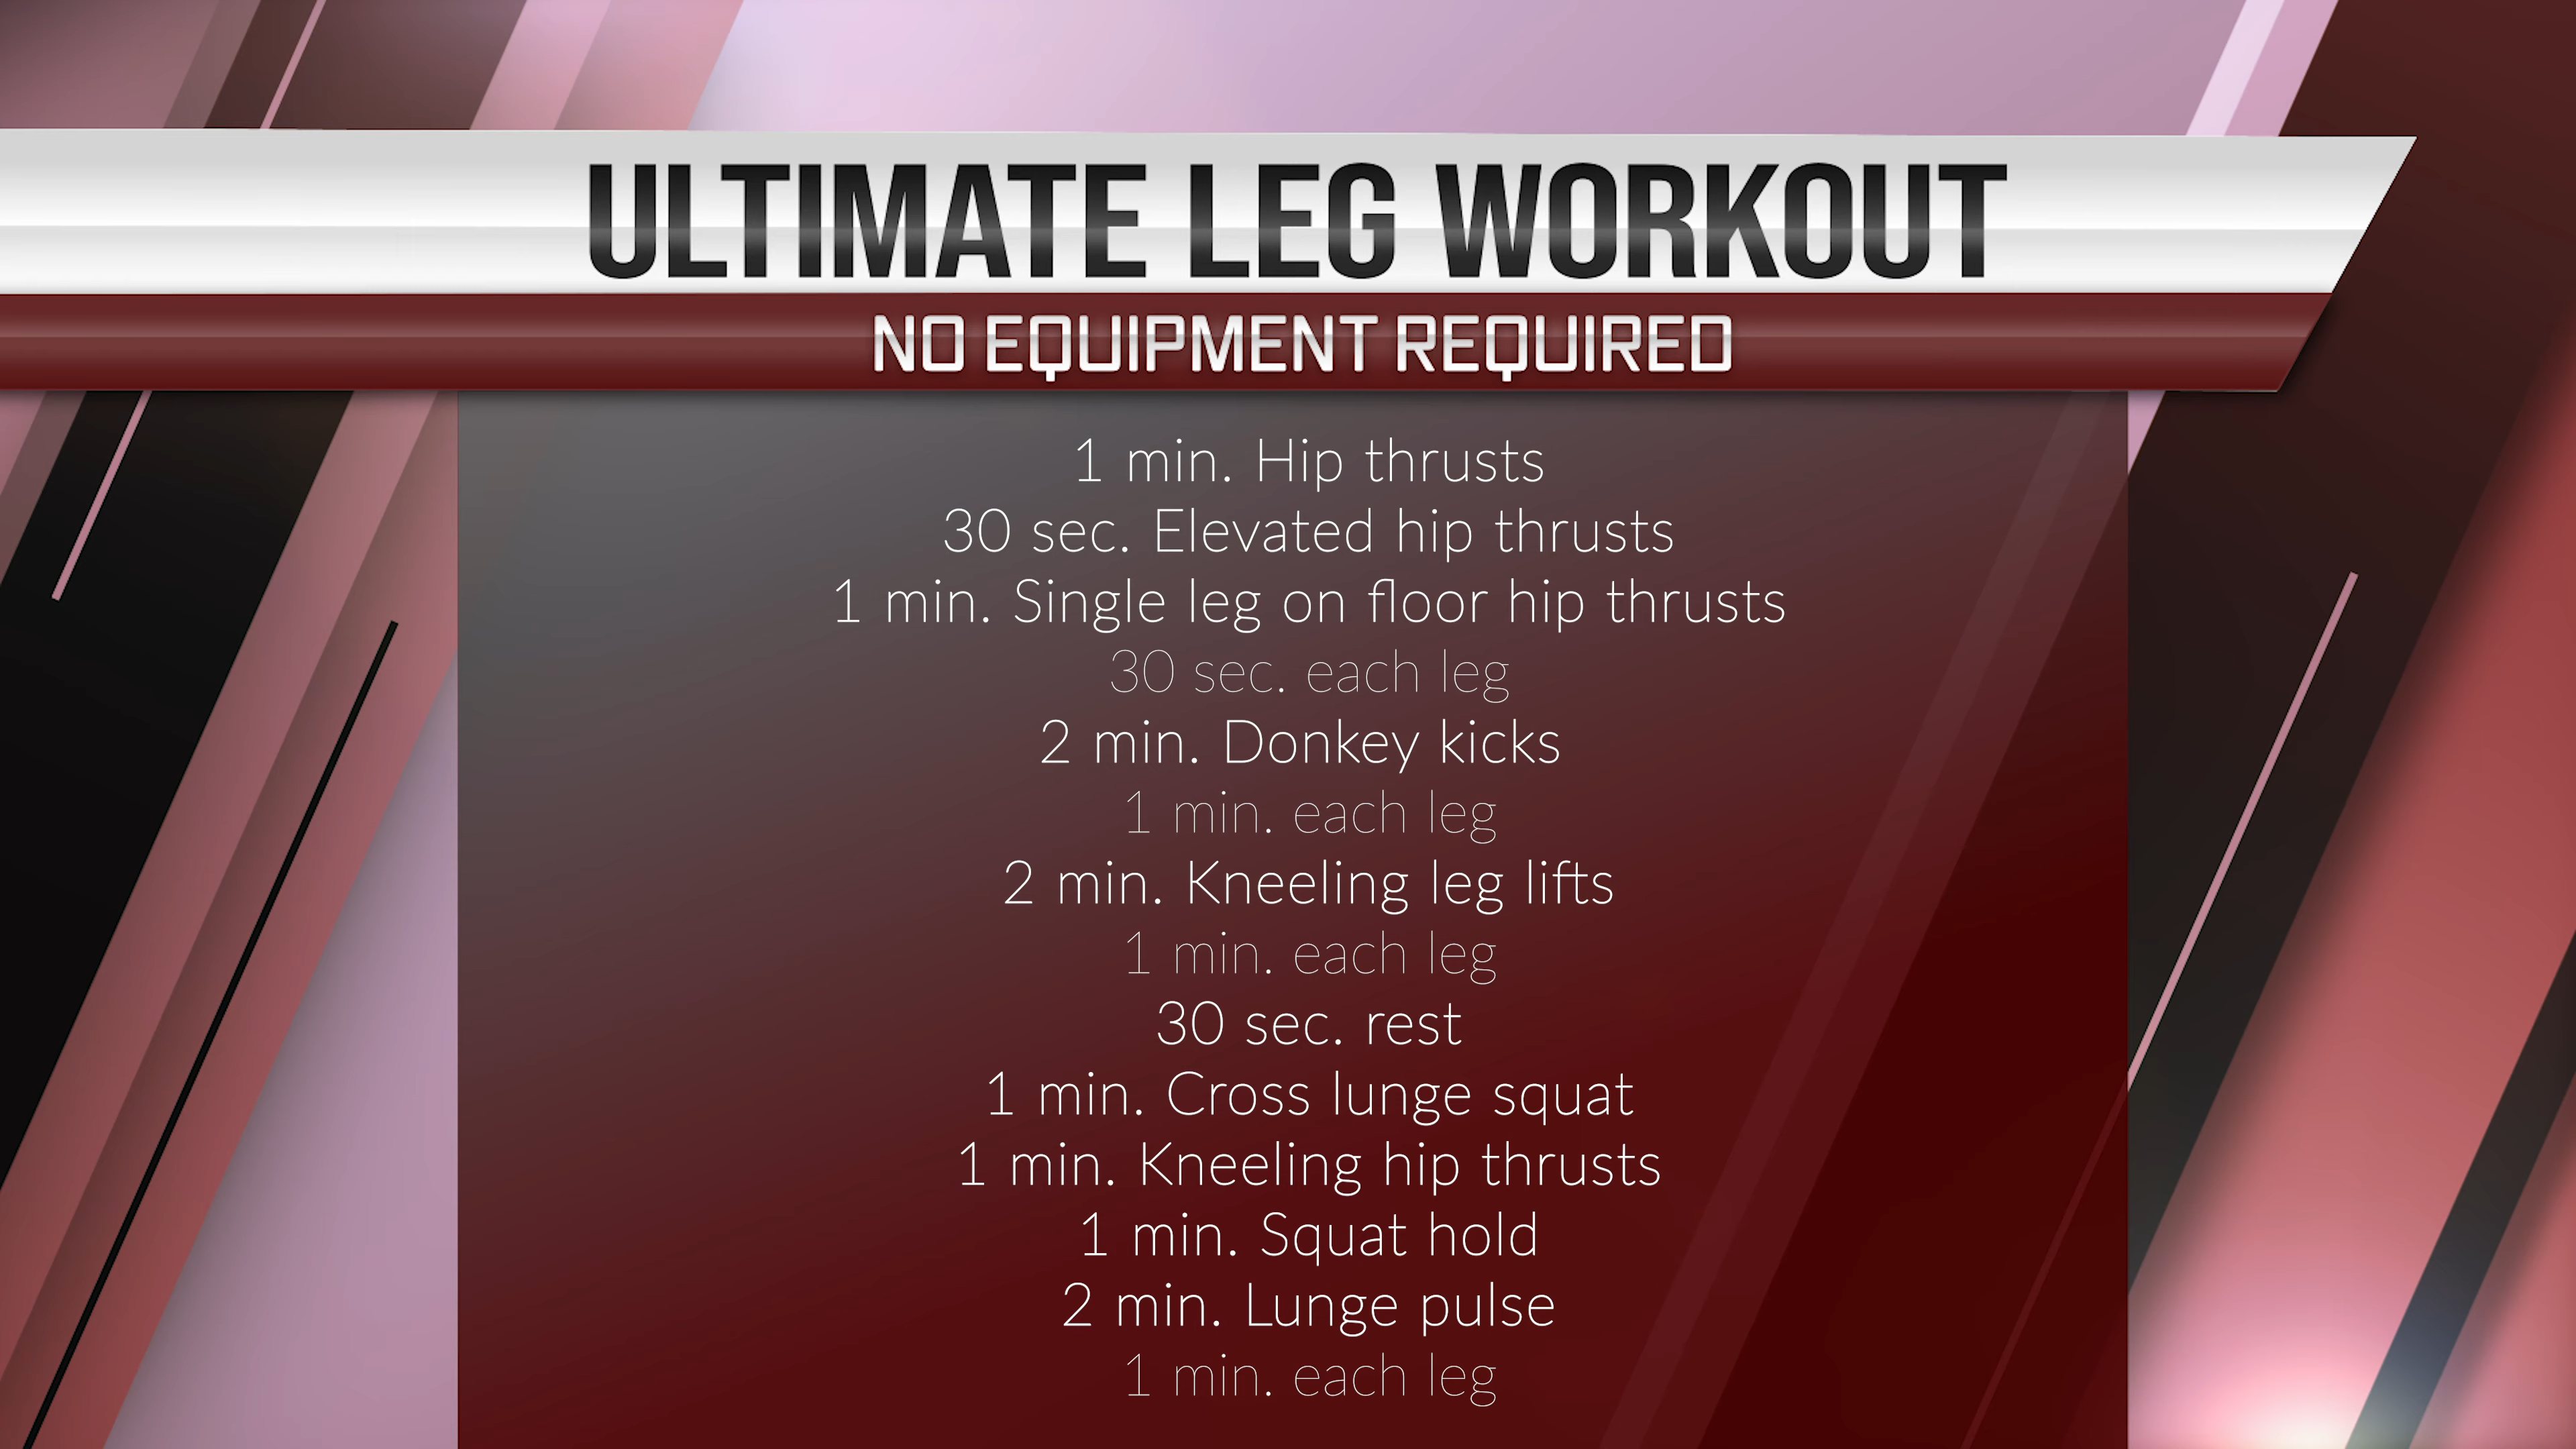 ULTIMATE LEG WORKOUT
NO EQUIPMENT REQUIRED
1 min. Hip thrusts
30 sec. Elevated hip thrusts
1 min. Single leg on floor hip thrusts
30 sec. each leg
2 min. Donkey kicks
1 min. each leg
2 min. Kneeling leg lifts
1 min. each leg
30 sec. rest
1 min. Cross lunge squat
1 min. Kneeling hip thrusts
1 min. Squat hold
2 min. Lunge pulse
1 min. each leg